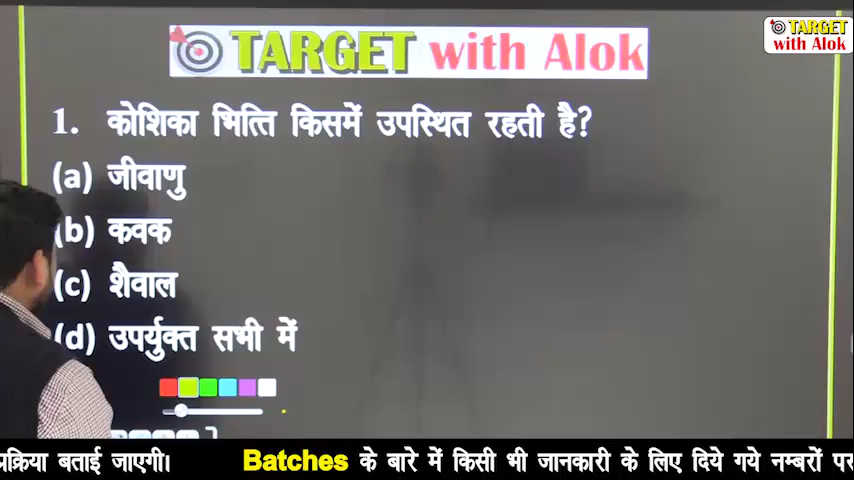 TARGET with Alok
TARGET
with Alok
1. कोशिका भित्ति किसमें उपस्थित रहती है?
(a) जीवाणु
(b) कवक
(c) शैवाल
(d) उपर्युक्त सभी में
प्रक्रिया बताई जाएगी। Batches के बारे में किसी भी जानकारी के लिए दिये गये नम्बरों पर